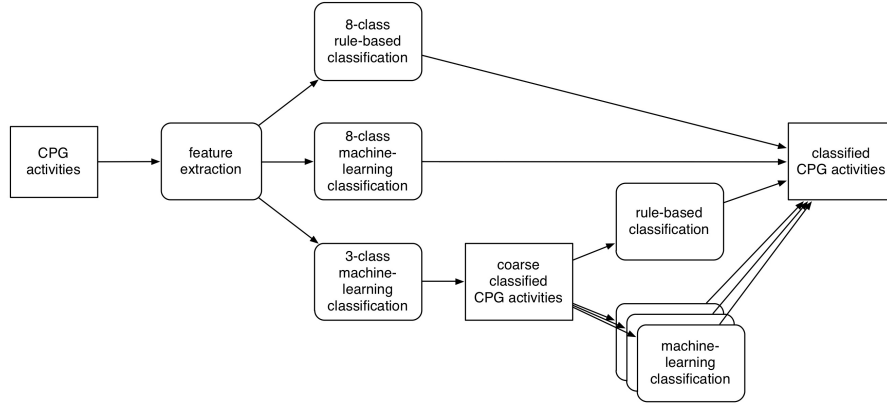 CPG
activities
feature
extraction
8-class
rule-based
classification
8-class
machine-
learning
classification
3-class
machine-
learning
classification
coarse
classified
CPG activities
rule-based
classification
machine-
learning
classification
classified
CPG activities